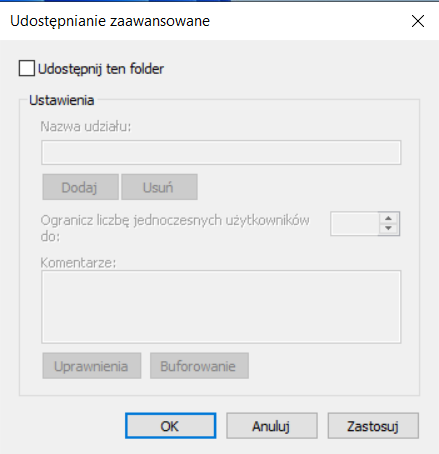 Udostępnianie zaawansowane
Udostępnij ten folder
Ustawienia
Nazwa udziału:
Dodaj Usuń
Ogranicz liczbę jednoczesnych użytkowników
do:
Komentarze:
Uprawnienia Buforowanie
OK Anuluj Zastosuj